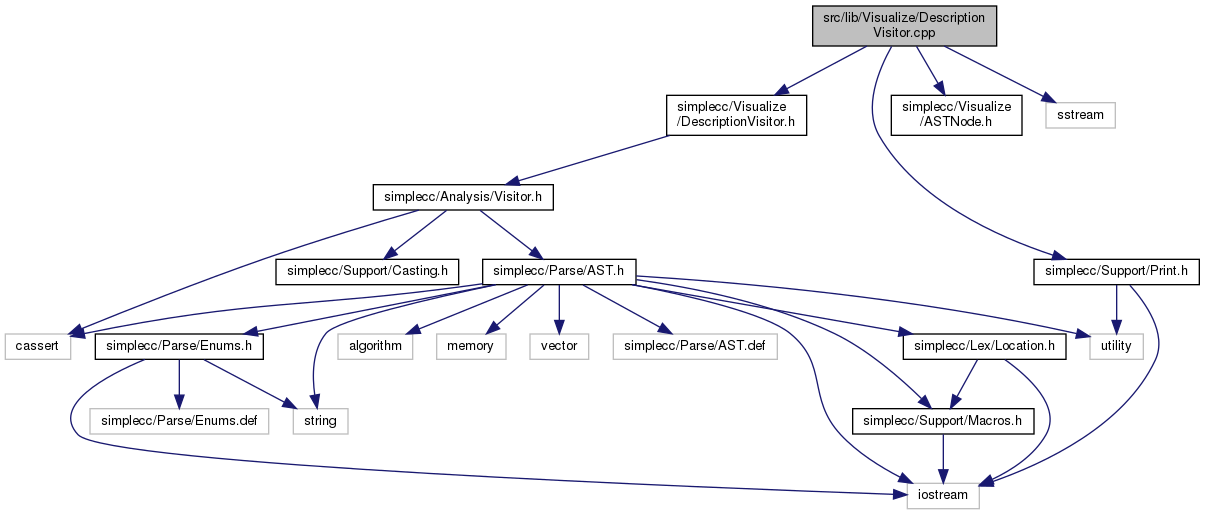 src/lib/Visualize/Description
Visitor.cpp
simplecc/Visualize
/DescriptionVisitor.h
simplecc/Visualize
/ASTNode.h
sstream
simplecc/Analysis/Visitor.h
simplecc/Support/Casting.h
simplecc/Parse/AST.h
simplecc/Support/Print.h
cassert
simplecc/Parse/Enums.h
algorithm
memory
vector
simplecc/Parse/AST.def
simplecc/Lex/Location.h
utility
simplecc/Parse/Enums.def
string
simplecc/Support/Macros.h
iostream